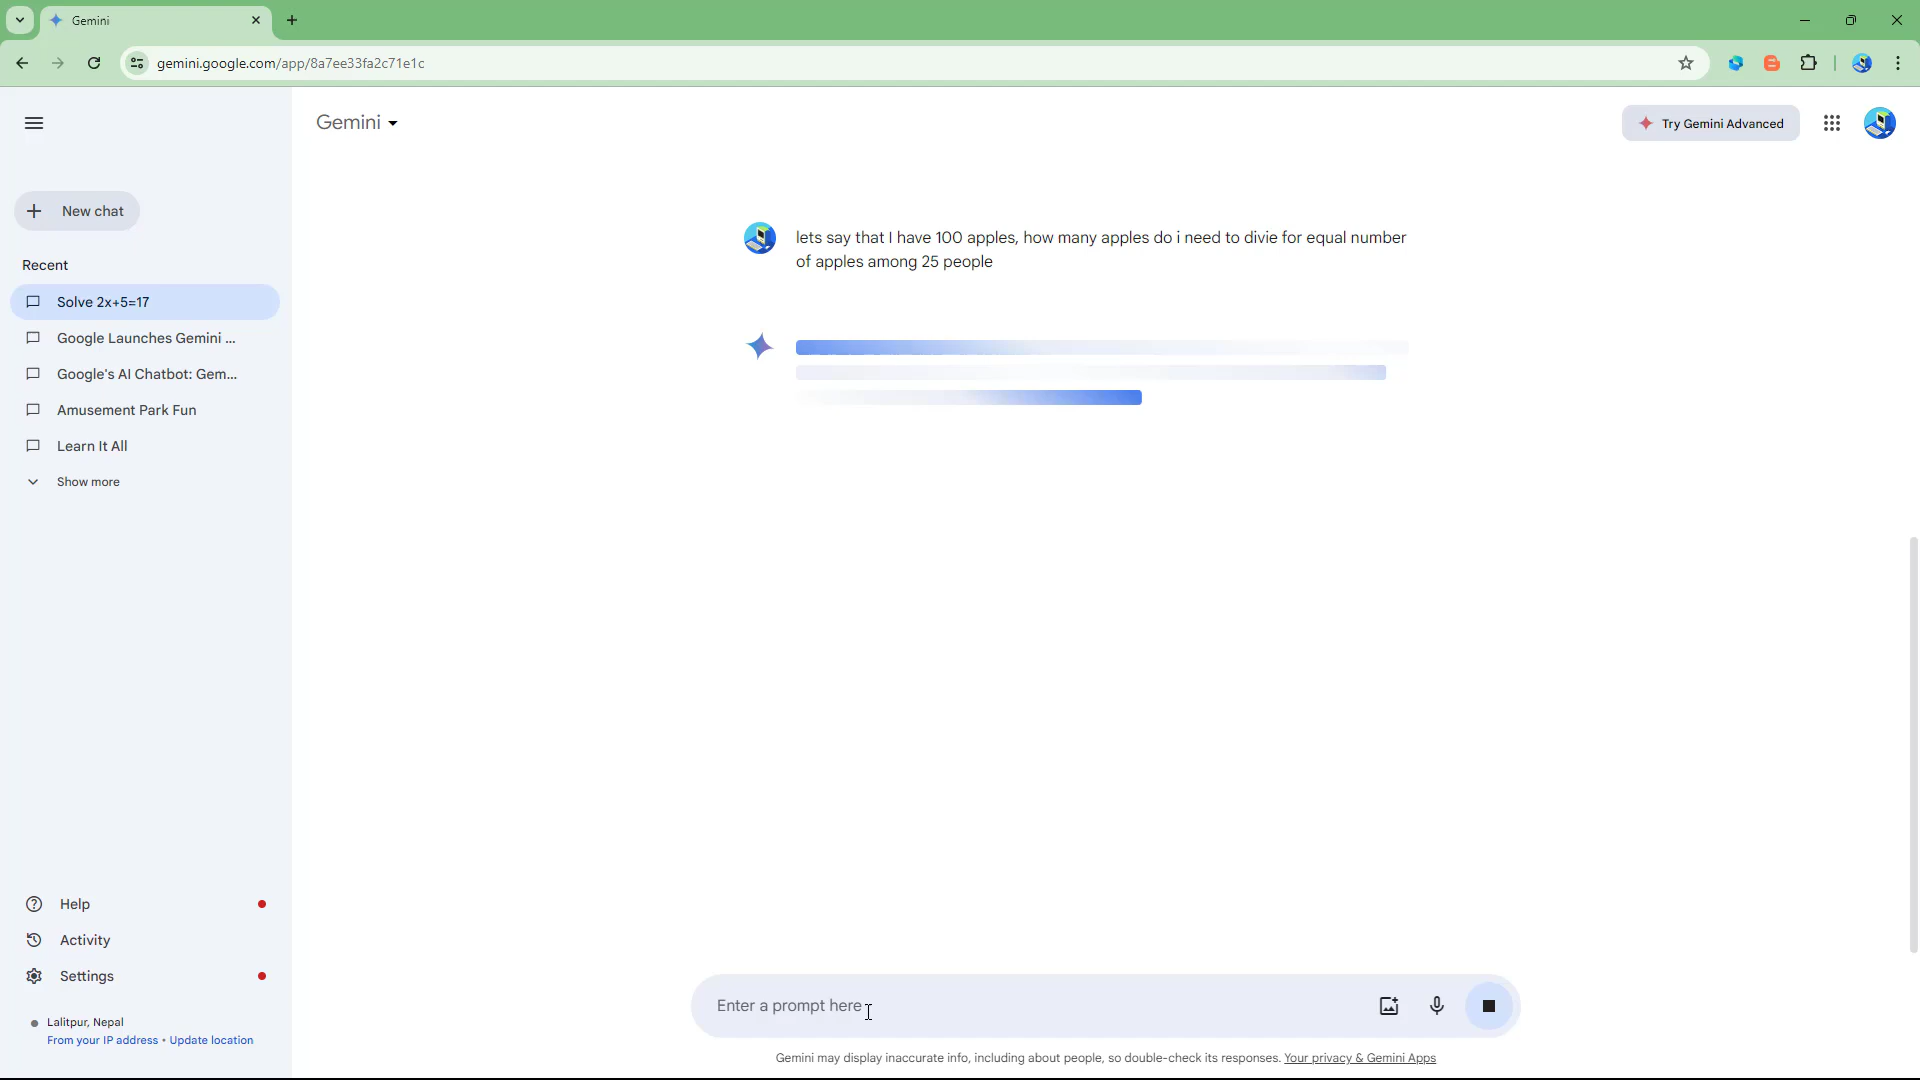 Gemini
gemini.google.com/app/8a7ee33fa2c71e1c
Gemini
Try Gemini Advanced
New chat
Recent
Solve 2x+5=17
Google Launches Gemini ...
Google's AI Chatbot: Gem...
Amusement Park Fun
Learn It All
Show more
lets say that I have 100 apples, how many apples do i need to divie for equal number
of apples among 25 people
Help
Activity
Settings
Lalitpur, Nepal
From your IP address • Update location
Enter a prompt here
Gemini may display inaccurate info, including about people, so double-check its responses. Your privacy & Gemini Apps